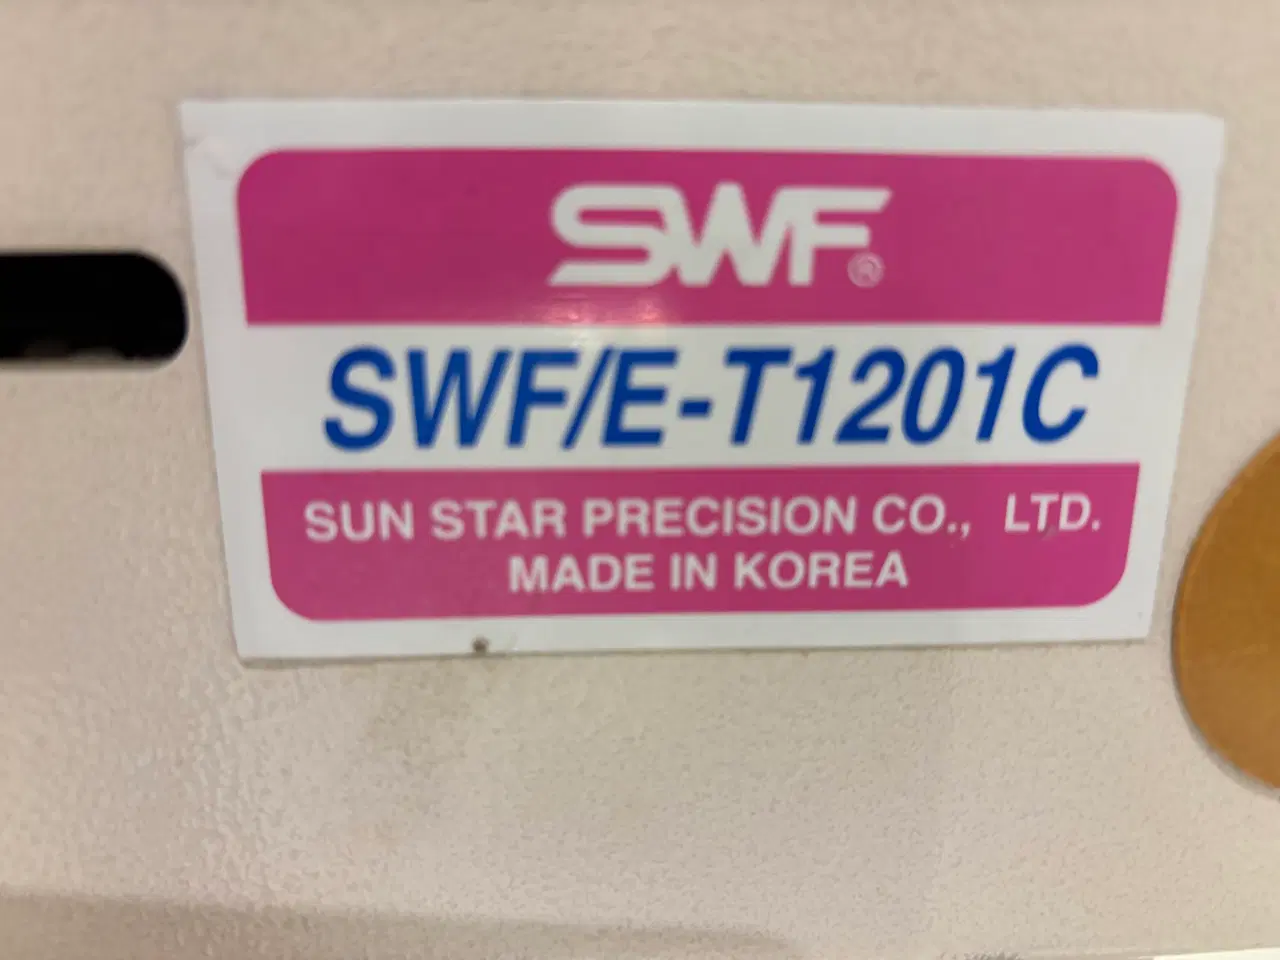 SWF®
SWF/E-T1201C
SUN STAR PRECISION CO., LTD.
MADE IN KOREA